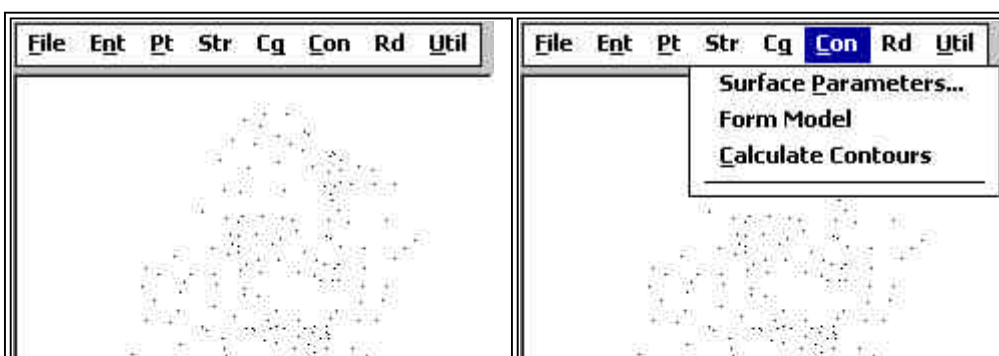 File Ent Pt Str Cg Con Rd Util
File Ent Pt Str Cg Con Rd Util
Surface Parameters...
Form Model
Calculate Contours